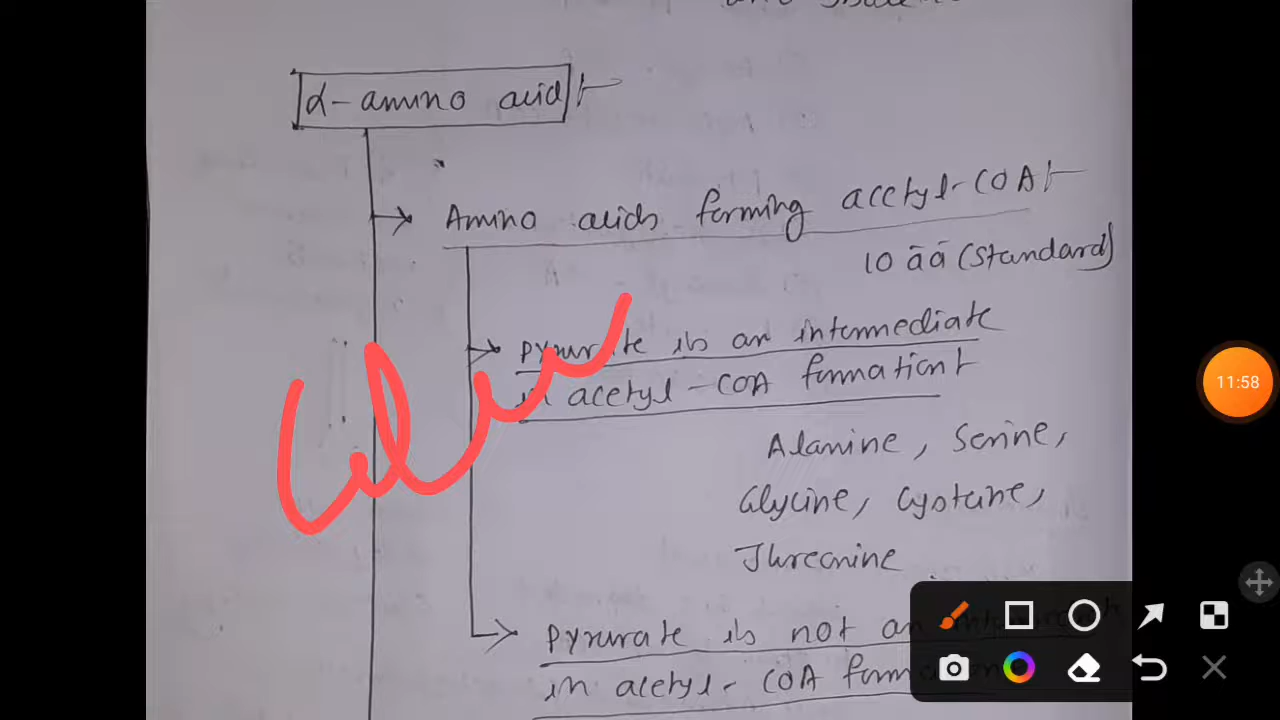 α-amino acid :-
Amino acids forming acetyl-COA :-
10 āā (standard)
Pyruvate is an intermediate
in acetyl-COA formation :-
Alanine, Serine,
Glycine, Cysteine,
Threonine
Pyruvate is not an
in acetyl-COA
11:58